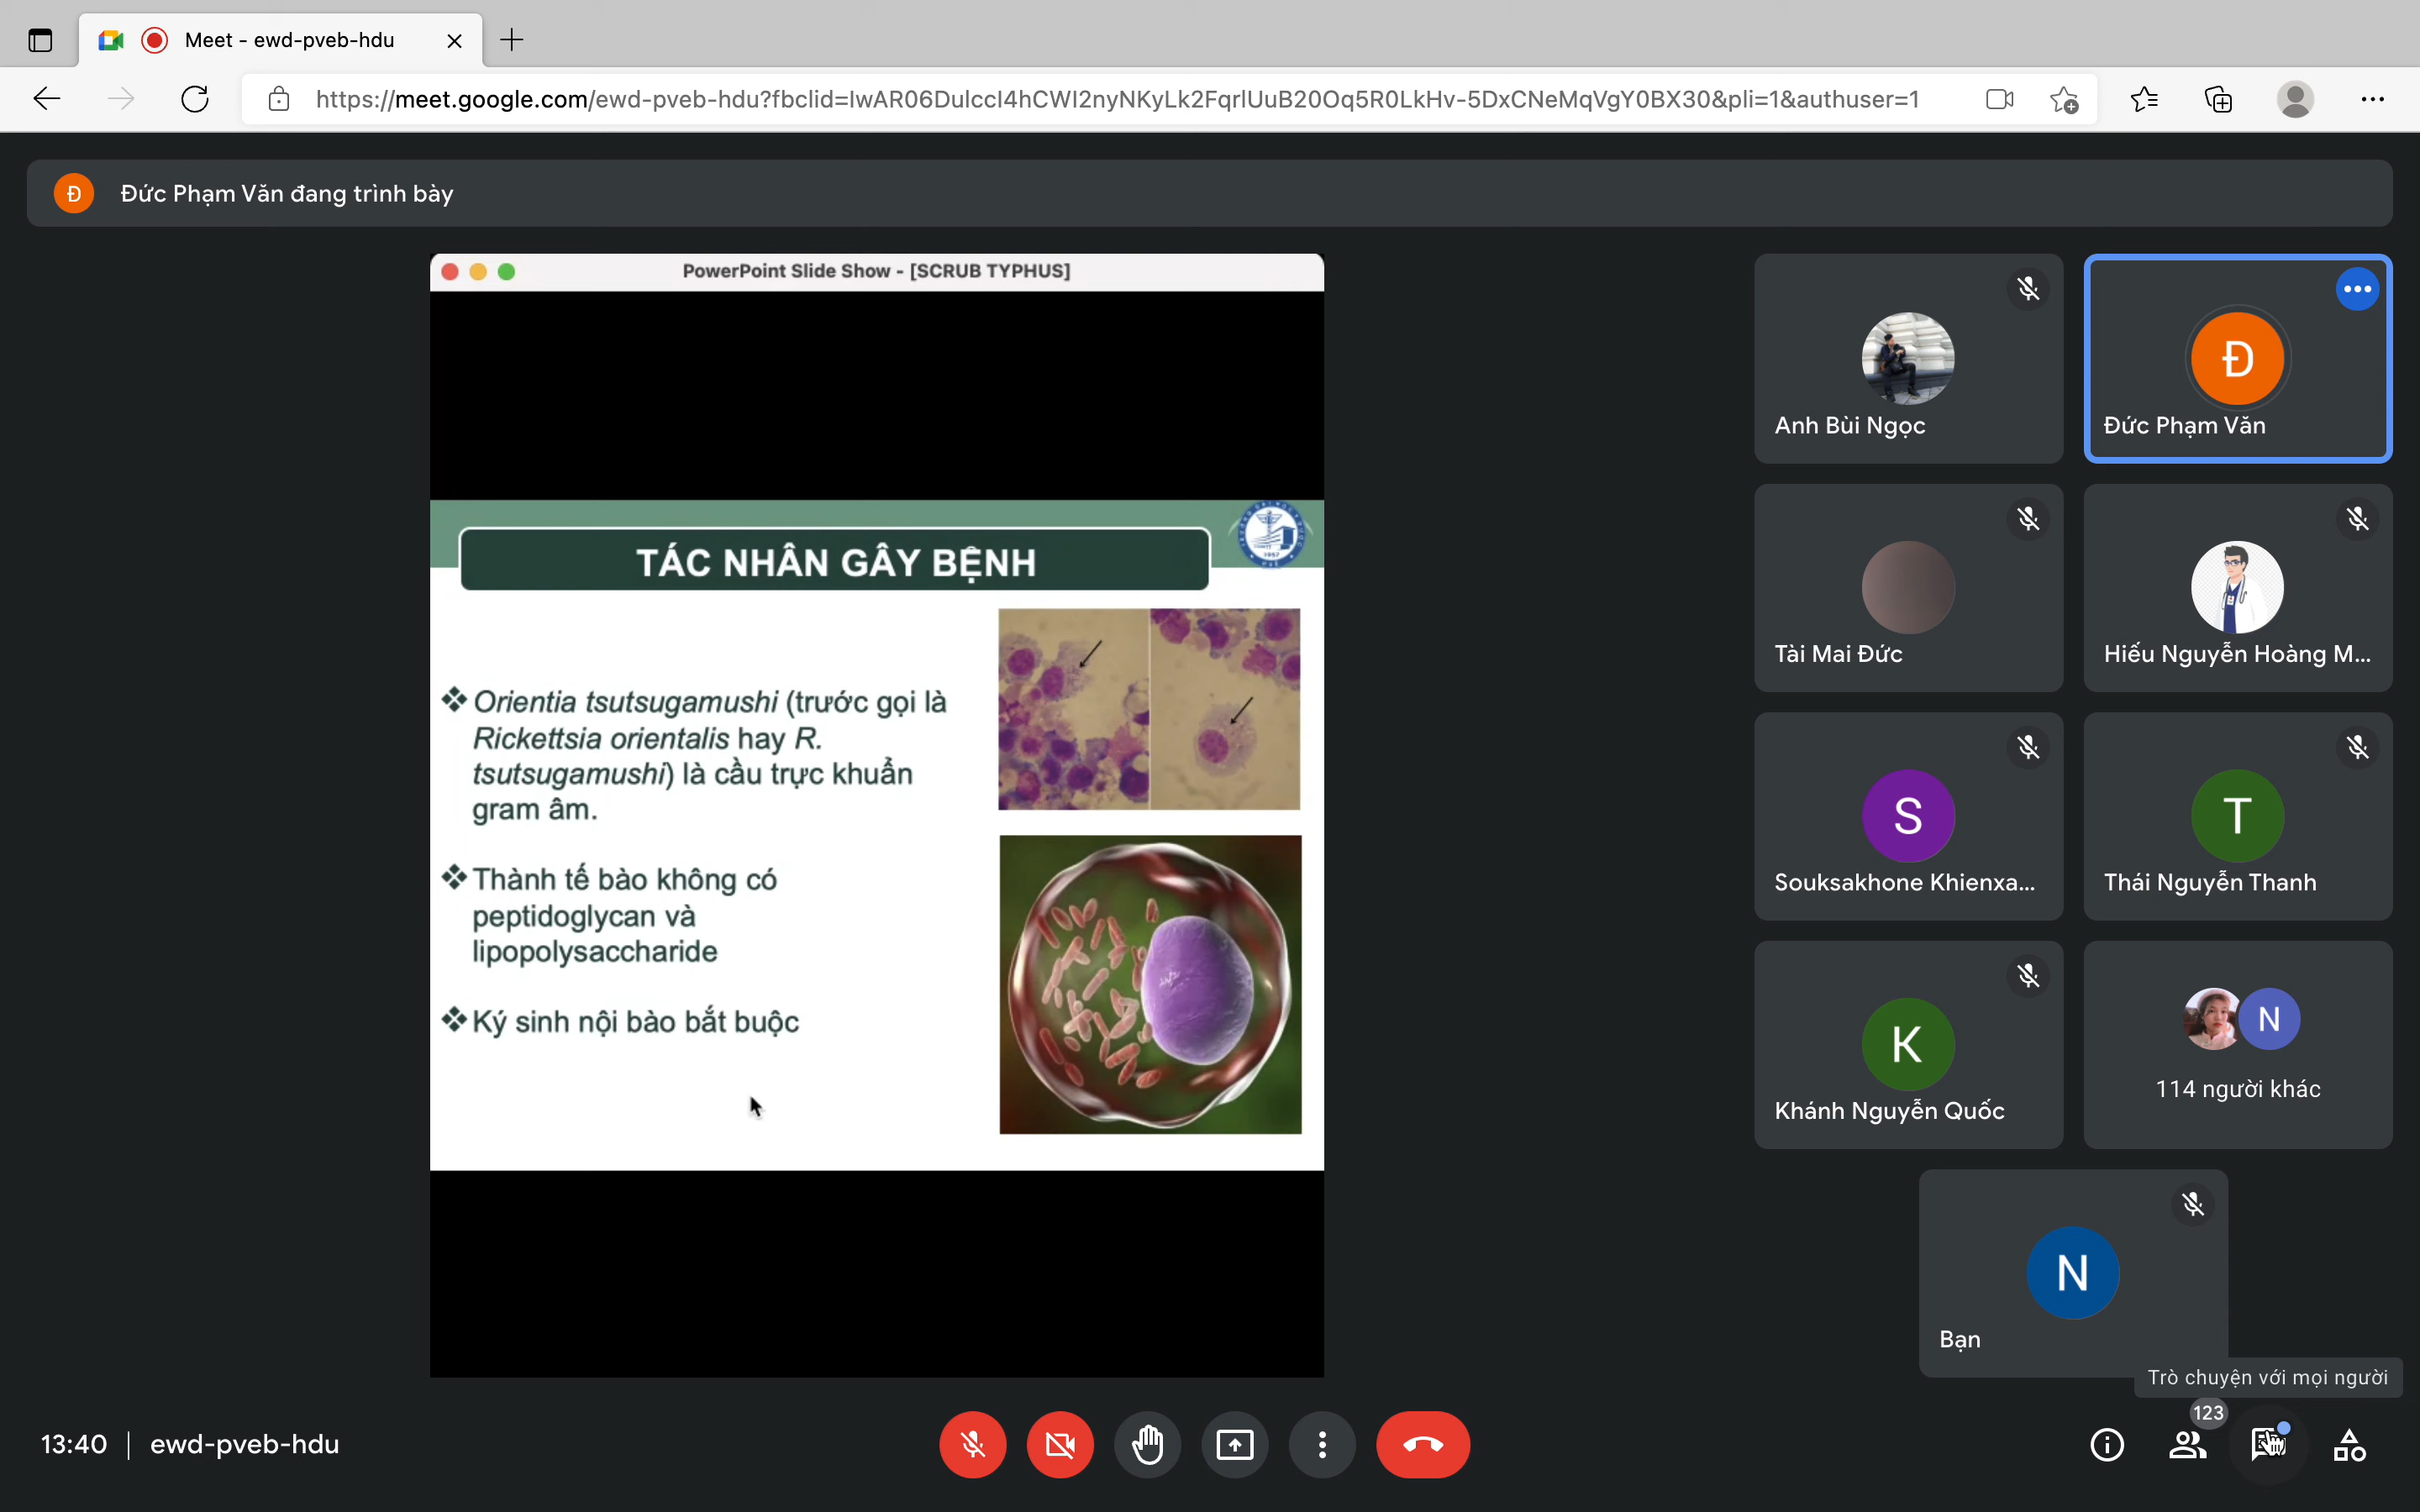 Meet - ewd-pveb-hdu
https://meet.google.com/ewd-pveb-hdu?fbclid=IwAR06DulccI4hCWI2nyNKyLk2FqrlUuB20Oq5R0LkHv-5DxCNeMqVgY0BX30&pli=1&authuser=1
Đ
Đức Phạm Văn đang trình bày
PowerPoint Slide Show - [SCRUB TYPHUS]
TÁC NHÂN GÂY BỆNH
1957
❖ Orientia tsutsugamushi (trước gọi là
Rickettsia orientalis hay R.
tsutsugamushi) là cầu trực khuẩn
gram âm.
❖ Thành tế bào không có
peptidoglycan và
lipopolysaccharide
❖ Ký sinh nội bào bắt buộc
Anh Bùi Ngọc
Đ
Đức Phạm Văn
Tài Mai Đức
Hiếu Nguyễn Hoàng M...
S
Souksakhone Khienxa...
T
Thái Nguyễn Thanh
K
Khánh Nguyễn Quốc
N
114 người khác
N
Bạn
Trò chuyện với mọi người
13:40 | ewd-pveb-hdu
123